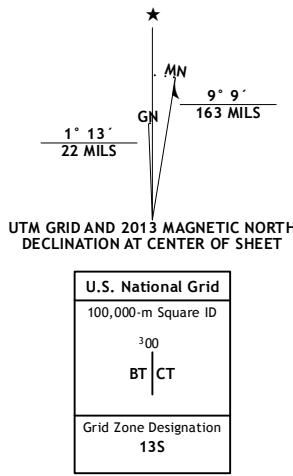 ★
MN
GN
9° 9´
163 MILS
1° 13´
22 MILS
UTM GRID AND 2013 MAGNETIC NORTH
DECLINATION AT CENTER OF SHEET
U.S. National Grid
100,000-m Square ID
³00
BT CT
Grid Zone Designation
13S